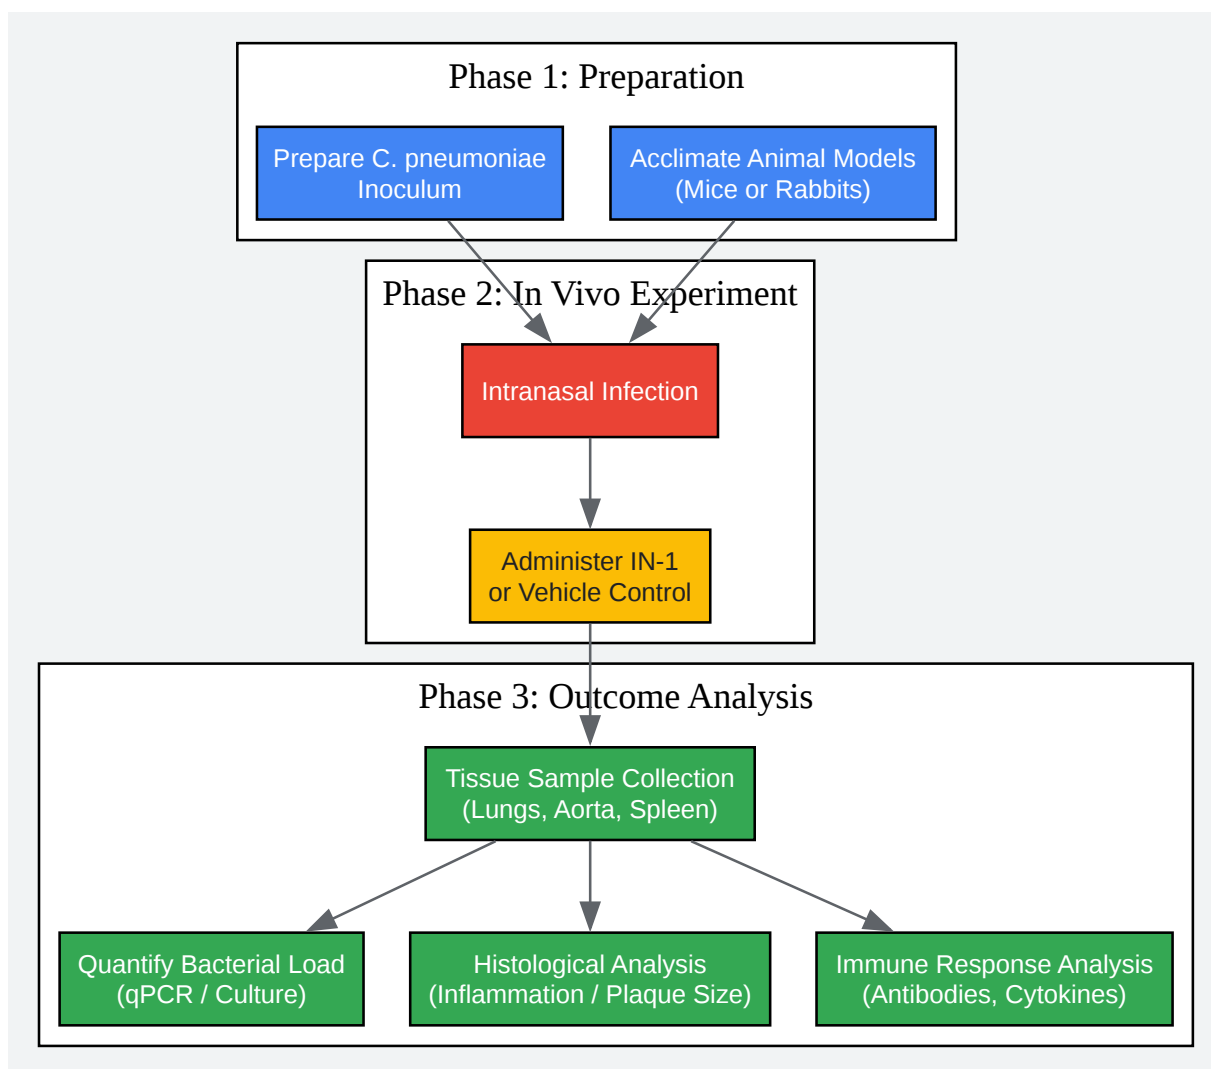 Phase 1: Preparation
Prepare C. pneumoniae
Inoculum
Acclimate Animal Models
(Mice or Rabbits)
Phase 2: In Vivo Experiment
Intranasal Infection
Administer IN-1
or Vehicle Control
Phase 3: Outcome Analysis
Tissue Sample Collection
(Lungs, Aorta, Spleen)
Quantify Bacterial Load
(qPCR / Culture)
Histological Analysis
(Inflammation / Plaque Size)
Immune Response Analysis
(Antibodies, Cytokines)